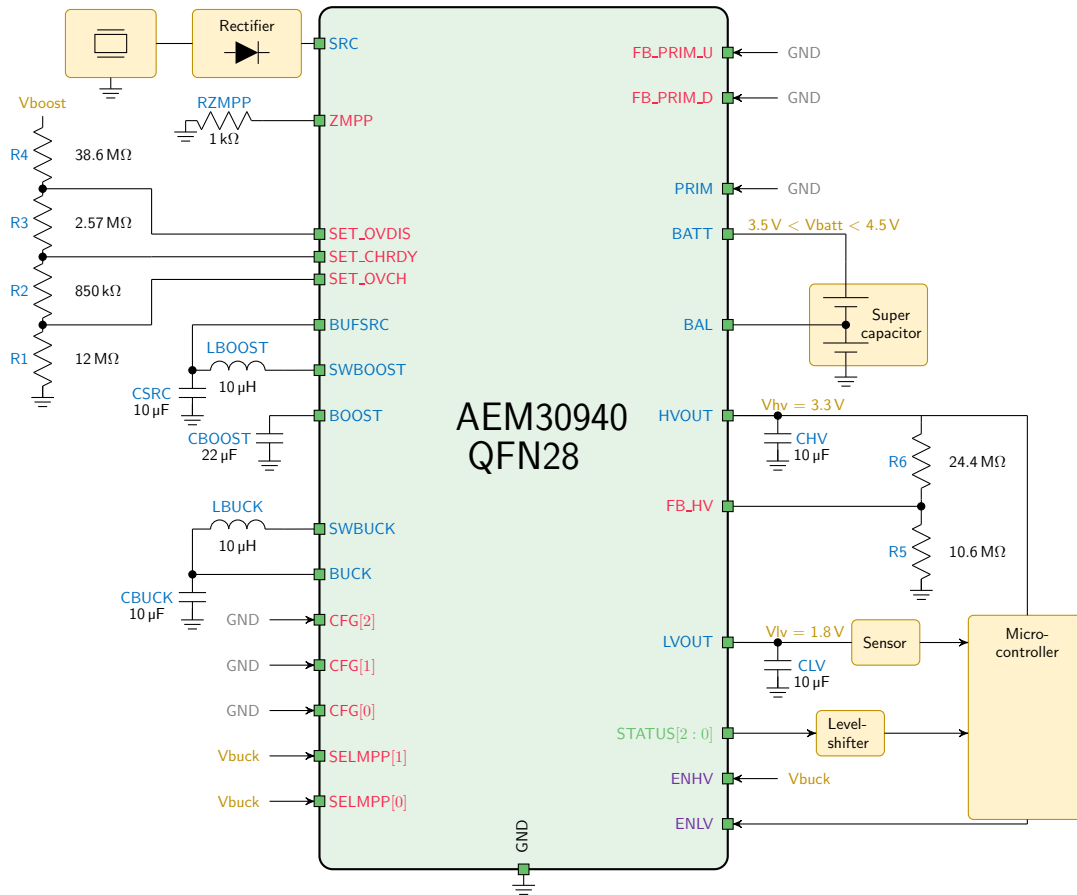 Rectifier
SRC
FB_PRIM_U
GND
FB_PRIM_D
GND
Vboost
RZMPP
1 kΩ
ZMPP
R4
38.6 MΩ
PRIM
GND
R3
2.57 MΩ
SET_OVDIS
BATT
3.5 V < Vbatt < 4.5 V
SET_CHRDY
SET_OVCH
R2
850 kΩ
BUFSRC
BAL
Super
capacitor
R1
12 MΩ
LBOOST
10 µH
SWBOOST
CSRC
10 µF
BOOST
CBOOST
22 µF
AEM30940
QFN28
HVOUT
Vhv = 3.3 V
CHV
10 µF
R6
24.4 MΩ
FB_HV
LBUCK
10 µH
SWBUCK
R5
10.6 MΩ
BUCK
CBUCK
10 µF
GND
CFG[2]
LVOUT
Vlv = 1.8 V
Sensor
Micro-
controller
GND
CFG[1]
CLV
10 µF
GND
CFG[0]
STATUS[2 : 0]
Level-
shifter
Vbuck
SELMPP[1]
ENHV
Vbuck
Vbuck
SELMPP[0]
ENLV
GND